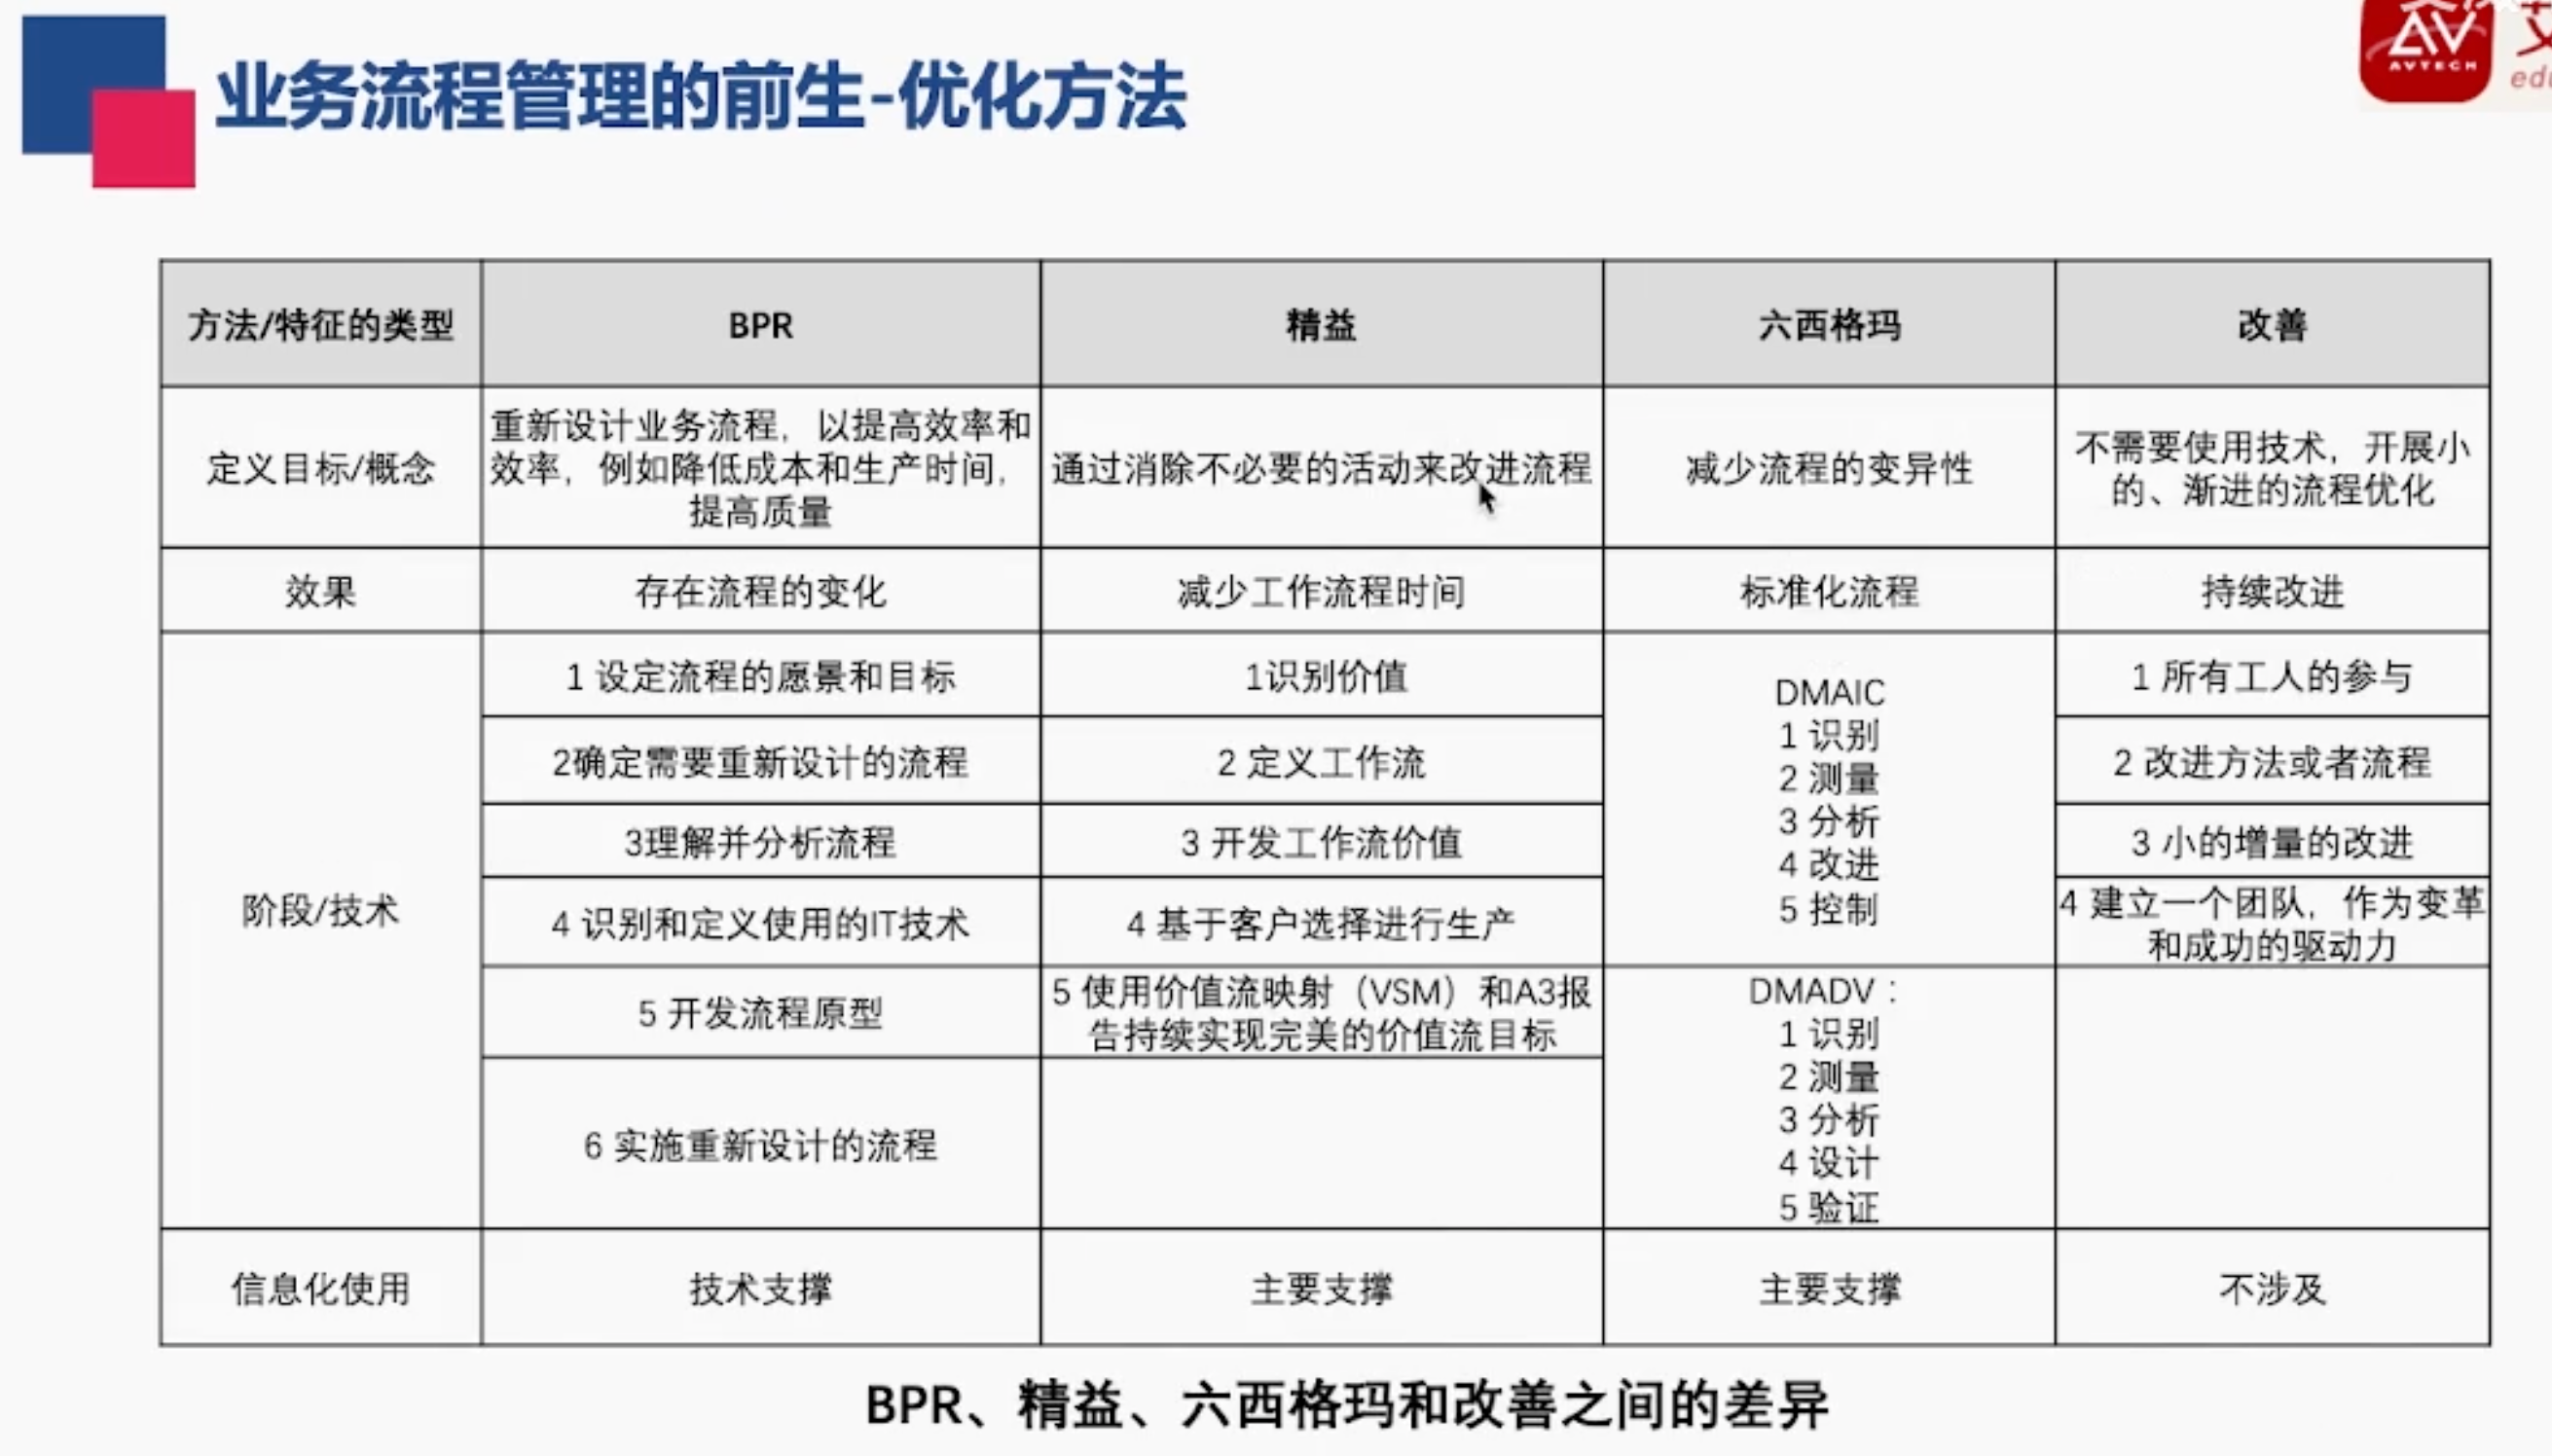 业务流程管理的前生-优化方法
AVTECH
方法/特征的类型
BPR
精益
六西格玛
改善
定义目标/概念
重新设计业务流程，以提高效率和
效率，例如降低成本和生产时间，
提高质量
通过消除不必要的活动来改进流程
减少流程的变异性
不需要使用技术，开展小
的、渐进的流程优化
效果
存在流程的变化
减少工作流程时间
标准化流程
持续改进
阶段/技术
1 设定流程的愿景和目标
2确定需要重新设计的流程
3理解并分析流程
4 识别和定义使用的IT技术
5 开发流程原型
6 实施重新设计的流程
1识别价值
2 定义工作流
3 开发工作流价值
4 基于客户选择进行生产
5 使用价值流映射（VSM）和A3报
告持续实现完美的价值流目标
DMAIC
1 识别
2 测量
3 分析
4 改进
5 控制
DMADV：
1 识别
2 测量
3 分析
4 设计
5 验证
1 所有工人的参与
2 改进方法或者流程
3 小的增量的改进
4 建立一个团队，作为变革
和成功的驱动力
信息化使用
技术支撑
主要支撑
主要支撑
不涉及
BPR、精益、六西格玛和改善之间的差异